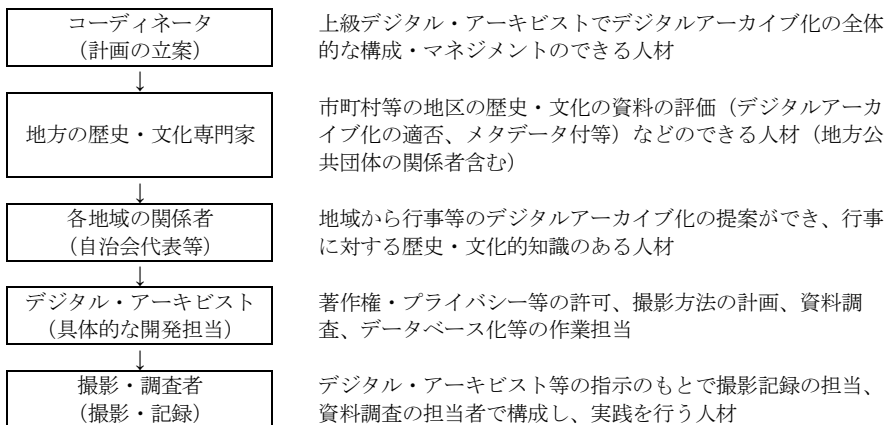 コーディネータ
(計画の立案)
上級デジタル・アーキビストでデジタルアーカイブ化の全体
的な構成・マネジメントのできる人材
↓
地方の歴史・文化専門家
市町村等の地区の歴史・文化の資料の評価（デジタルアーカ
イブ化の適否、メタデータ付等）などのできる人材（地方公
共団体の関係者含む）
↓
各地域の関係者
(自治会代表等)
地域から行事等のデジタルアーカイブ化の提案ができ、行事
に対する歴史・文化的知識のある人材
↓
デジタル・アーキビスト
(具体的な開発担当)
著作権・プライバシー等の許可、撮影方法の計画、資料調
査、データベース化等の作業担当
↓
撮影・調査者
(撮影・記録)
デジタル・アーキビスト等の指示のもとで撮影記録の担当、
資料調査の担当者で構成し、実践を行う人材